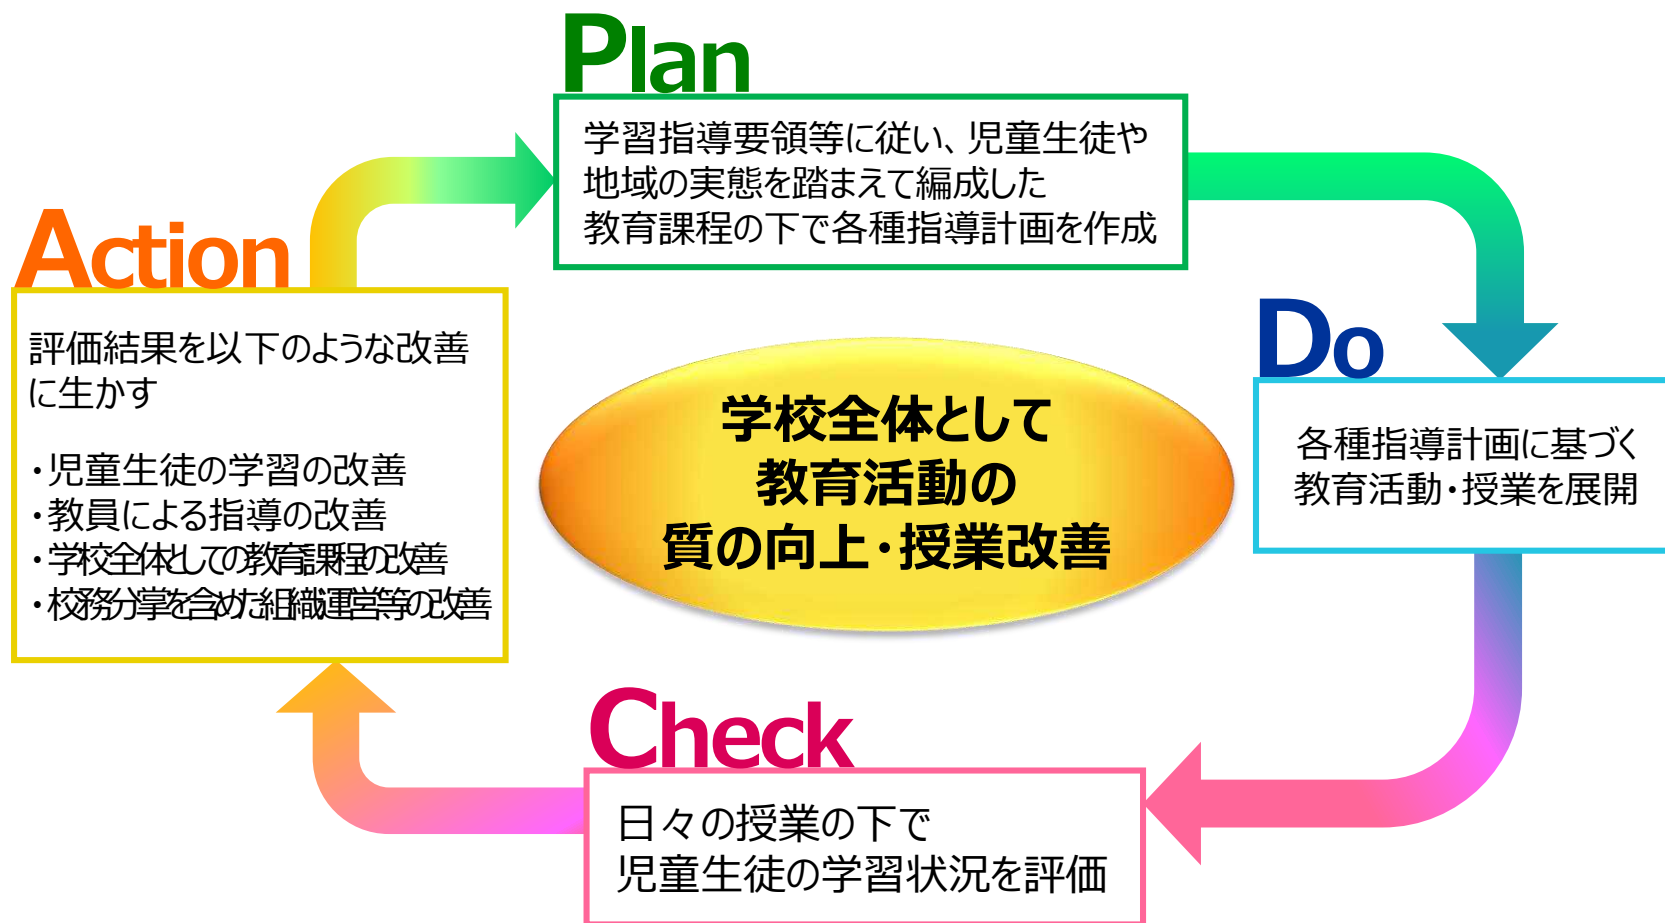 Plan
学習指導要領等に従い、児童生徒や
地域の実態を踏まえて編成した
教育課程の下で各種指導計画を作成
Action
評価結果を以下のような改善
に生かす
・児童生徒の学習の改善
・教員による指導の改善
・学校全体としての教育課程の改善
・校務分掌を含めた組織運営等の改善
学校全体として
教育活動の
質の向上・授業改善
Do
各種指導計画に基づく
教育活動・授業を展開
Check
日々の授業の下で
児童生徒の学習状況を評価